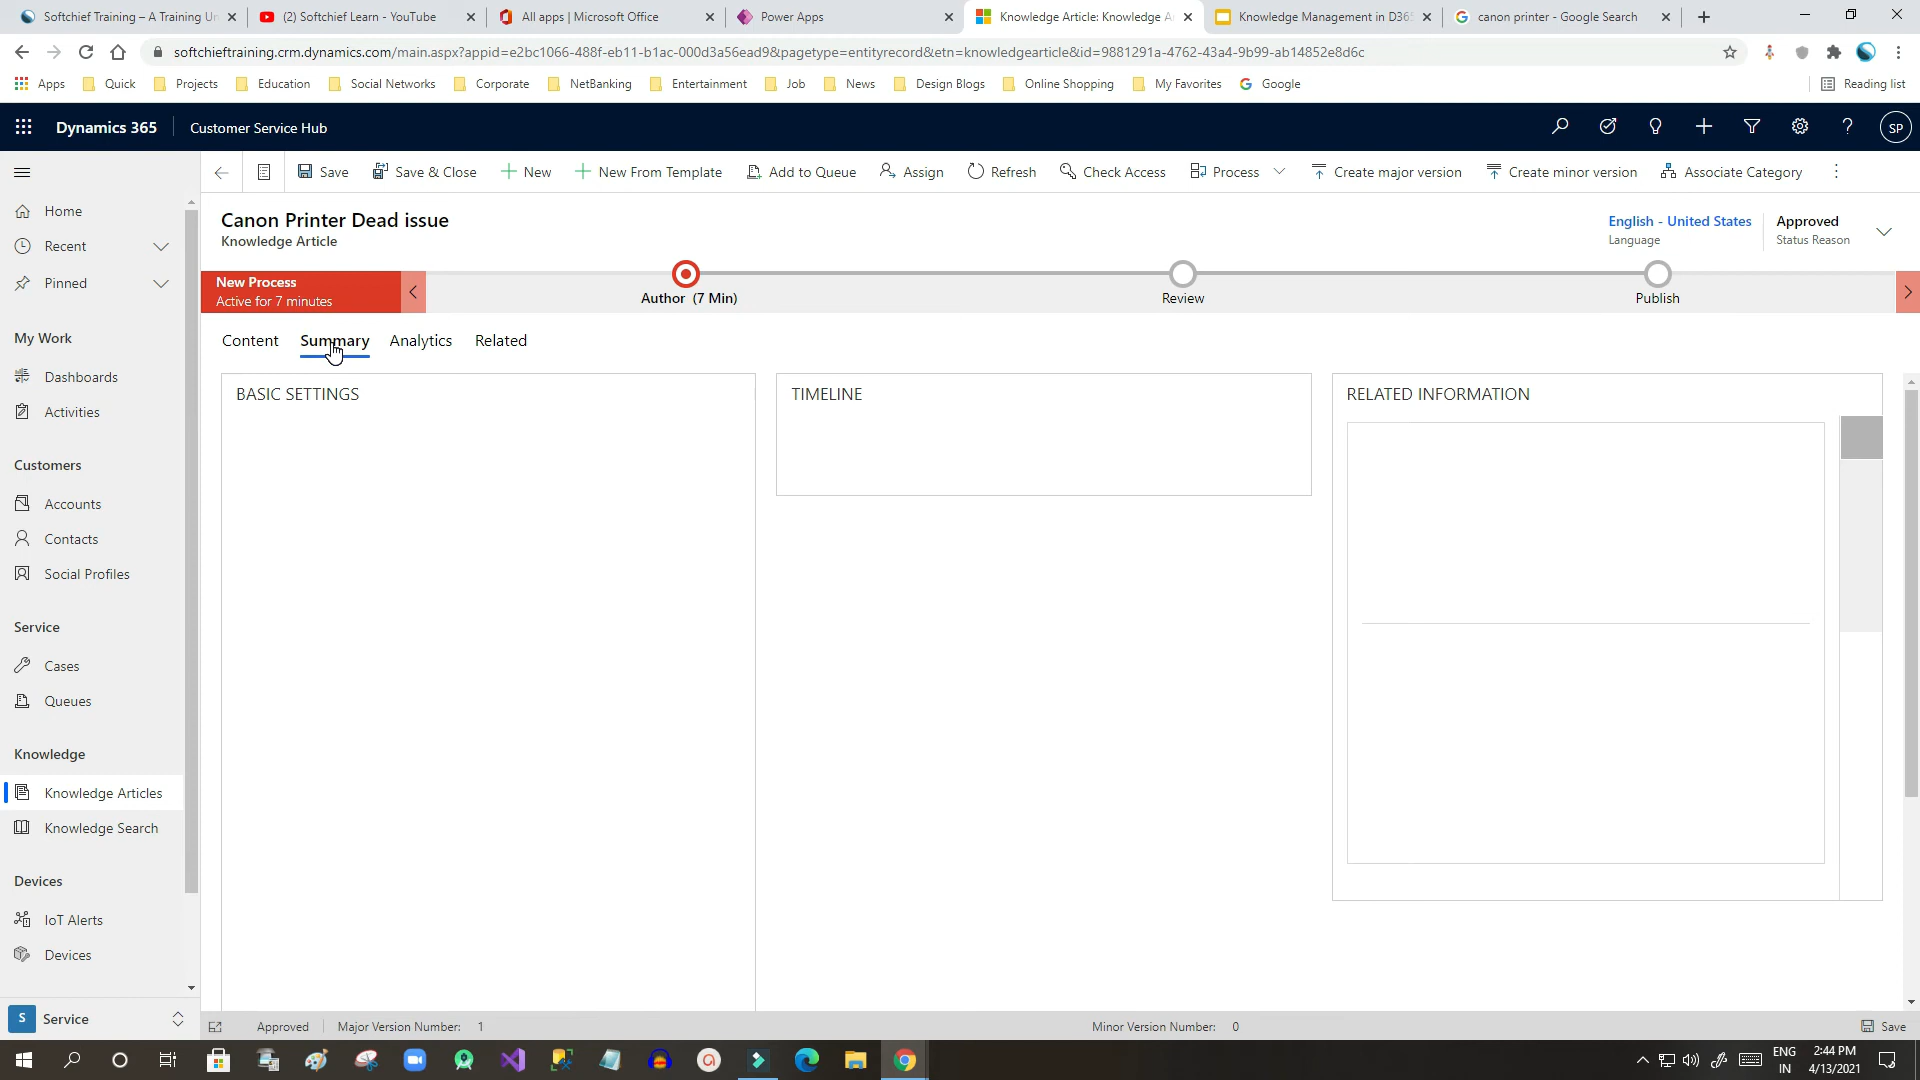 Softchief Training – A Training Un
(2) Softchief Learn - YouTube
All apps | Microsoft Office
Power Apps
Knowledge Article: Knowledge A
Knowledge Management in D365
canon printer - Google Search
softchieftraining.crm.dynamics.com/main.aspx?appid=e2bc1066-488f-eb11-b1ac-000d3a56ead9&pagetype=entityrecord&etn=knowledgearticle&id=9881291a-4762-43a4-9b99-ab14852e8d6c
Apps
Quick
Projects
Education
Social Networks
Corporate
NetBanking
Entertainment
Job
News
Design Blogs
Online Shopping
My Favorites
Google
Reading list
Dynamics 365
Customer Service Hub
SP
Save
Save & Close
New
New From Template
Add to Queue
Assign
Refresh
Check Access
Process
Create major version
Create minor version
Associate Category
Home
Recent
Pinned
My Work
Dashboards
Activities
Customers
Accounts
Contacts
Social Profiles
Service
Cases
Queues
Knowledge
Knowledge Articles
Knowledge Search
Devices
IoT Alerts
Devices
S
Service
Canon Printer Dead issue
Knowledge Article
English - United States
Language
Approved
Status Reason
New Process
Active for 7 minutes
Author (7 Min)
Review
Publish
Content
Summary
Analytics
Related
BASIC SETTINGS
TIMELINE
RELATED INFORMATION
Approved
Major Version Number: 1
Minor Version Number: 0
Save
ENG
IN
2:44 PM
4/13/2021